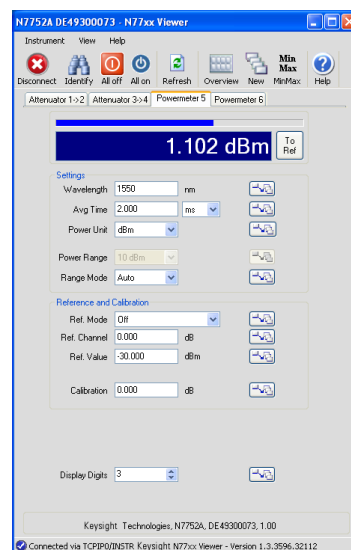 N7752A DE49300073 - N77xx Viewer
Instrument View Help
Disconnect Identify All off All on Refresh Overview New Min Max MinMax Help
Attenuator 1->2 Attenuator 3->4 Powermeter 5 Powermeter 6
1.102 dBm To Ref
Settings
Wavelength 1550 nm
Avg Time 2.000 ms
Power Unit dBm
Power Range 10 dBm
Range Mode Auto
Reference and Calibration
Ref. Mode Off
Ref. Channel 0.000 dB
Ref. Value -30.000 dBm
Calibration 0.000 dB
Display Digits 3
Keysight Technologies, N7752A, DE49300073, 1.00
Connected via TCPIP0/INSTR Keysight N77xx Viewer - Version 1.3.3596.32112